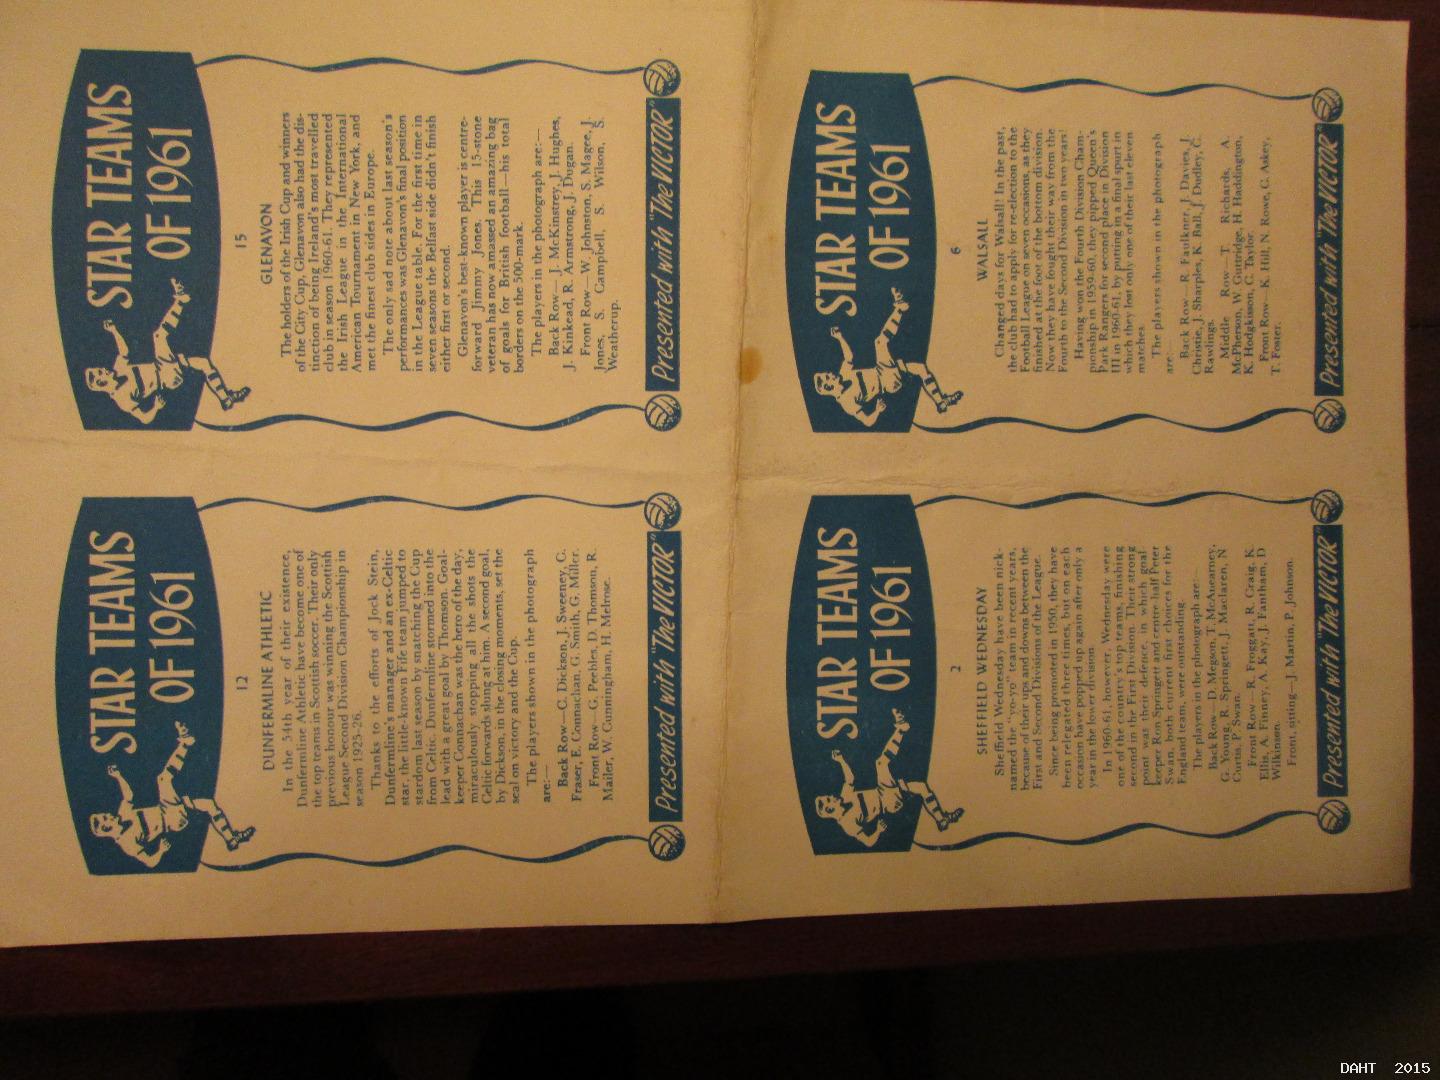 STAR TEAMS
OF 1961
12
DUNFERMLINE ATHLETIC
In the 54th year of their existence,
Dunfermline Athletic have become one of
the top teams in Scottish soccer. Their only
previous honour was winning the Scottish
League Second Division Championship in
season 1925-26.
Thanks to the efforts of Jock Stein,
Dunfermline's manager and an ex-Celtic
star, the little-known Fife team jumped to
stardom last season by snatching the Cup
from Celtic. Dunfermline stormed into the
lead with a great goal by Thomson. Goal-
keeper Connachan was the hero of the day,
miraculously stopping all the shots the
Celtic forwards slung at him. A second goal,
by Dickson, in the closing moments, set the
seal on victory and the Cup.
The players shown in the photograph
are:—
Back Row—C. Dickson, J. Sweeney, C.
Fraser, E. Connachan, G. Smith, G. Miller.
Front Row—G. Peebles, D. Thomson, R.
Mailer, W. Cunningham, H. Melrose.
Presented with "The VICTOR"
STAR TEAMS
OF 1961
15
GLENAVON
The holders of the Irish Cup and winners
of the City Cup, Glenavon also had the dis-
tinction of being Ireland's most travelled
club in season 1960-61. They represented
the Irish League in the International
American Tournament in New York, and
met the finest club sides in Europe.
The only sad note about last season's
performances was Glenavon's final position
in the League table. For the first time in
seven seasons the Belfast side didn't finish
either first or second.
Glenavon's best-known player is centre-
forward Jimmy Jones. This 15-stone
veteran has now amassed an amazing bag
of goals for British football—his total
borders on the 500-mark.
The players in the photograph are:—
Back Row—J. McKinstrey, J. Hughes,
J. Kinkead, R. Armstrong, J. Dugan.
Front Row—W. Johnston, S. Magee, J.
Jones, S. Campbell, S. Wilson, S.
Weatherup.
Presented with "The VICTOR"
STAR TEAMS
OF 1961
2
SHEFFIELD WEDNESDAY
Sheffield Wednesday have been nick-
named the "yo-yo" team in recent years,
because of their ups and downs between the
First and Second Divisions of the League.
Since being promoted in 1950, they have
been relegated three times, but on each
occasion have popped up again after only a
year in the lower division.
In 1960-61, however, Wednesday were
one of the country's top teams, finishing
second in the First Division. Their strong
point was their defence, in which goal-
keeper Ron Springett and centre-half Peter
Swan, both current first choices for the
England team, were outstanding.
The players in the photograph are:—
Back Row—D. Megson, T. McAnearney,
G. Young, R. Springett, J. Maclaren, N
Curtis, P. Swan.
Front Row—R. Froggatt, R. Craig, K.
Ellis, A. Finney, A. Kay, J. Fantham, D
Wilkinson.
Front, sitting—J. Martin, P. Johnson.
Presented with "The VICTOR"
STAR TEAMS
OF 1961
6
WALSALL
Changed days for Walsall! In the past,
the club had to apply for re-election to the
Football League on seven occasions, as they
finished at the foot of the bottom division.
Now they have fought their way from the
Fourth to the Second Division in two years!
Having won the Fourth Division Cham-
pionship in 1959-60, they pipped Queen's
Park Rangers for second place in Division
III in 1960-61, by putting in a final spurt in
which they lost only one of their last eleven
matches.
The players shown in the photograph
are:—
Back Row—R. Faulkner, J. Davies, J.
Christie, J. Sharples, K. Ball, J. Dudley, C.
Rawlings.
Middle Row—T. Richards, A.
McPherson, W. Guttridge, H. Haddington,
K. Hodgkisson, C. Taylor.
Front Row—K. Hill, N. Rowe, C. Askey,
T. Foster.
Presented with "The VICTOR"
DAHT 2015